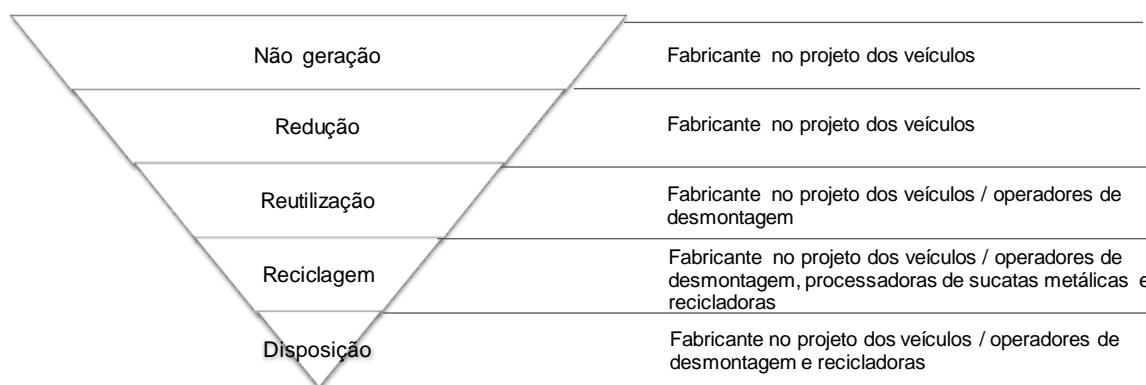 Não geração
Fabricante no projeto dos veículos
Redução
Fabricante no projeto dos veículos
Reutilização
Fabricante no projeto dos veículos / operadores de
desmontagem
Reciclagem
Fabricante no projeto dos veículos / operadores de
desmontagem, processadoras de sucatas metálicas e
recicladoras
Disposição
Fabricante no projeto dos veículos / operadores de
desmontagem e recicladoras